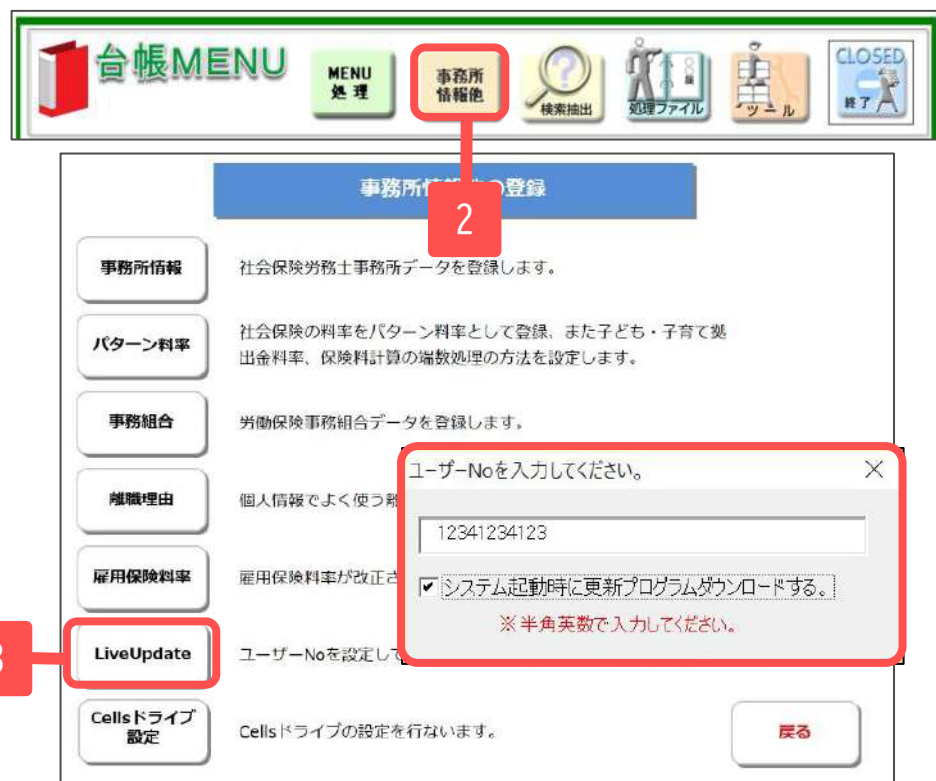 台帳MENU
MENU
処理
事務所
情報他
検索抽出
処理ファイル
ツール
CLOSED
終了
事務所情
の登録
2
事務所情報
社会保険労務士事務所データを登録します。
パターン料率
社会保険の料率をパターン料率として登録、また子ども・子育て拠
出金料率、保険料計算の端数処理の方法を設定します。
事務組合
労働保険事務組合データを登録します。
離職理由
個人情報でよく使う離
雇用保険料率
雇用保険料率が改正さ
ユーザーNoを入力してください。
12341234123
システム起動時に更新プログラムダウンロードする。
※半角英数で入力してください。
3
LiveUpdate
ユーザーNoを設定して
Cellsドライブ
設定
Cellsドライブの設定を行ないます。
戻る